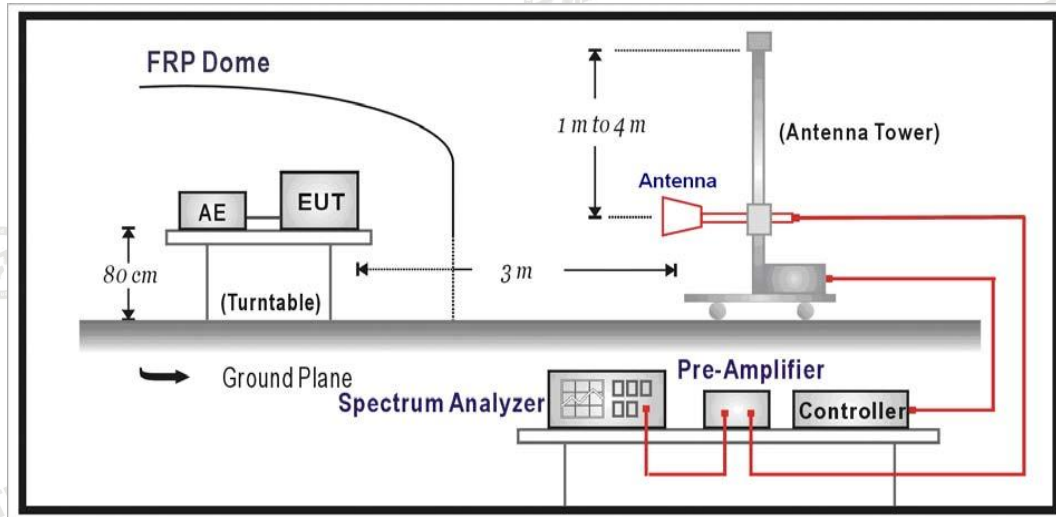 FRP Dome
1 m to 4 m
(Antenna Tower)
Antenna
AE
EUT
80 cm
3 m
(Turntable)
Ground Plane
Pre-Amplifier
Spectrum Analyzer
Controller